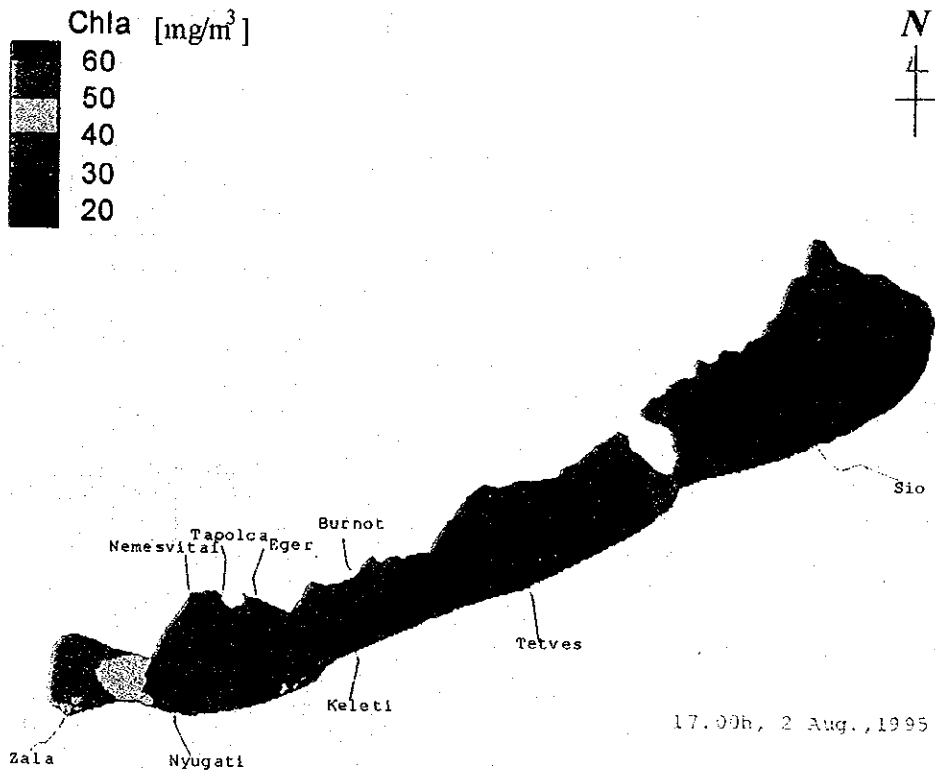 Chla [mg/m³]
60
50
40
30
20
N
Sio
Burnot
Tapolca
Eger
Nemesvitai
Tetves
Keleti
17.00h, 2 Aug.,1995
Zala
Nyugati